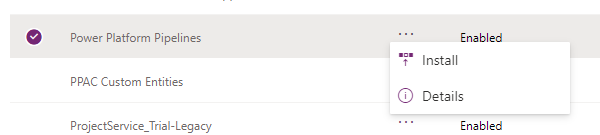 Power Platform Pipelines
...
Enabled
Install
PPAC Custom Entities
Details
ProjectService_Trial-Legacy
...
Enabled